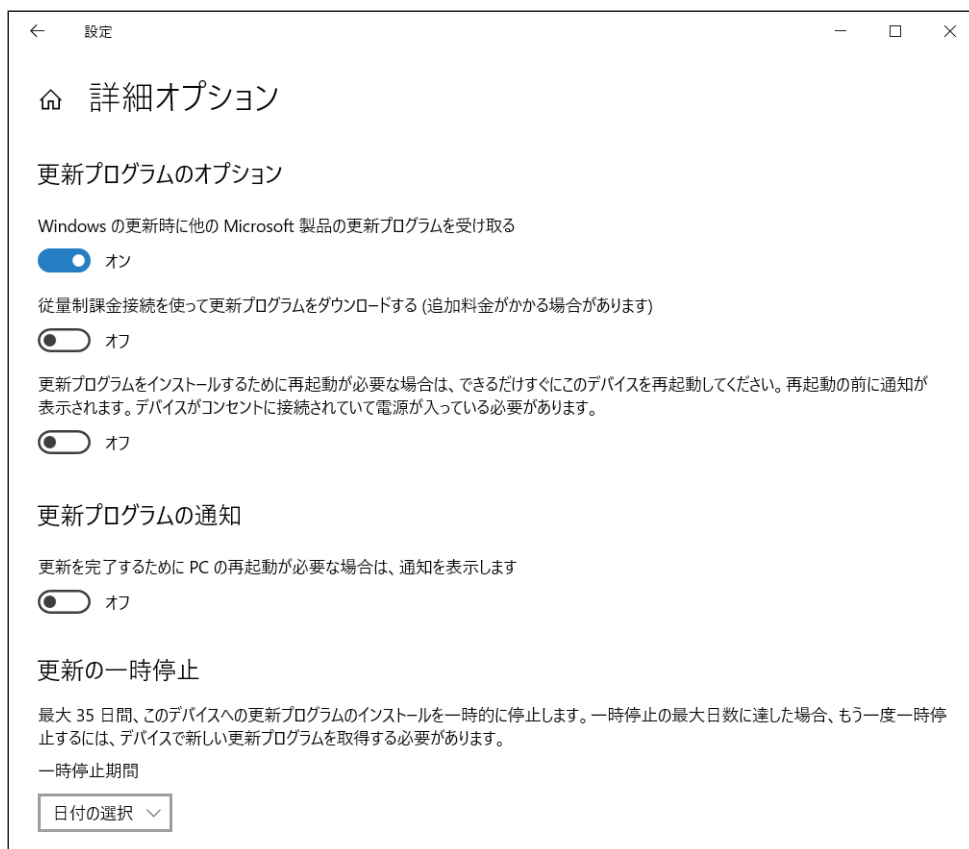 設定
詳細オプション
更新プログラムのオプション
Windows の更新時に他の Microsoft 製品の更新プログラムを受け取る
オン
従量制課金接続を使って更新プログラムをダウンロードする (追加料金がかかる場合があります)
オフ
更新プログラムをインストールするために再起動が必要な場合は、できるだけすぐにこのデバイスを再起動してください。再起動の前に通知が
表示されます。デバイスがコンセントに接続されていて電源が入っている必要があります。
オフ
更新プログラムの通知
更新を完了するために PC の再起動が必要な場合は、通知を表示します
オフ
更新の一時停止
最大 35 日間、このデバイスへの更新プログラムのインストールを一時的に停止します。一時停止の最大日数に達した場合、もう一度一時停
止するには、デバイスで新しい更新プログラムを取得する必要があります。
一時停止期間
日付の選択